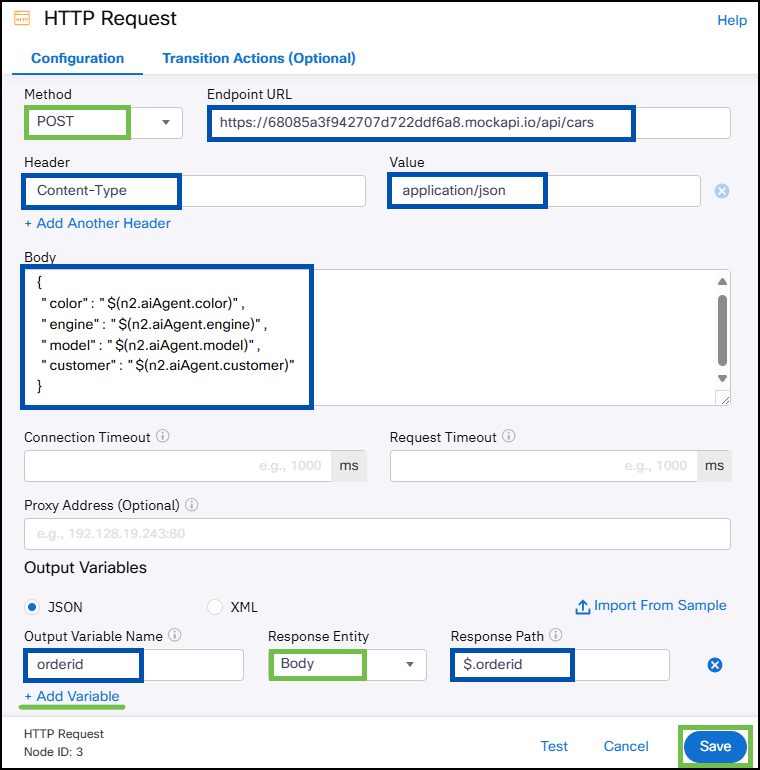 HTTP
HTTP Request
Help
Configuration Transition Actions (Optional)
Method Endpoint URL
POST https://68085a3f942707d722ddf6a8.mockapi.io/api/cars
Header Value
Content-Type application/json
+ Add Another Header
Body
{
"color": "$(n2.aiAgent.color)",
"engine": "$(n2.aiAgent.engine)",
"model": "$(n2.aiAgent.model)",
"customer": "$(n2.aiAgent.customer)"
}
Connection Timeout Request Timeout
e.g., 1000 ms e.g., 1000 ms
Proxy Address (Optional)
e.g., 192.128.19.243:80
Output Variables
JSON XML Import From Sample
Output Variable Name Response Entity Response Path
orderid Body $.orderid
+ Add Variable
HTTP Request
Node ID: 3
Test Cancel Save